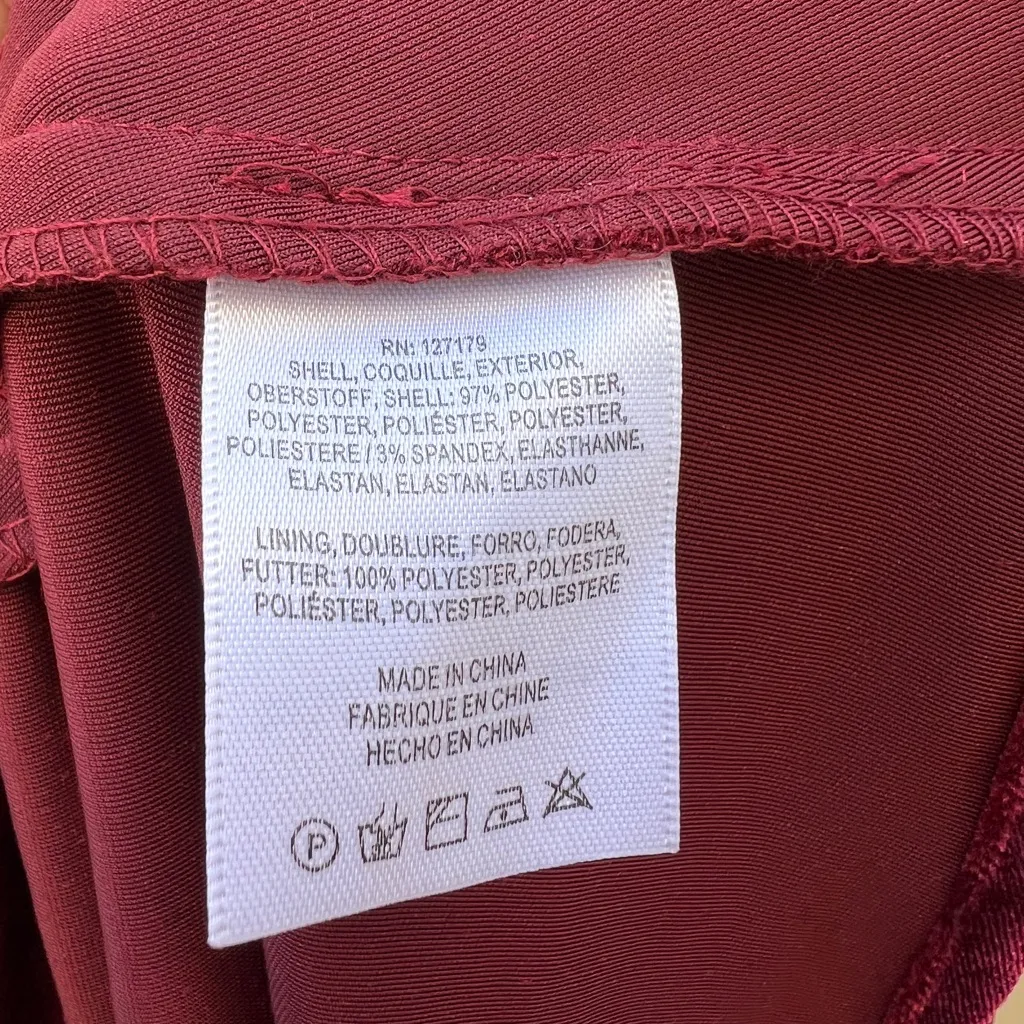 RN: 127179
SHELL, COQUILLE, EXTERIOR,
OBERSTOFF, SHELL: 97% POLYESTER,
POLYESTER, POLIÉSTER, POLYESTER,
POLIESTERE / 3% SPANDEX, ELASTHANNE,
ELASTAN, ELASTAN, ELASTANO
LINING, DOUBLURE, FORRO, FODERA,
FUTTER: 100% POLYESTER, POLYESTER,
POLIÉSTER, POLYESTER, POLIESTERE
MADE IN CHINA
FABRIQUE EN CHINE
HECHO EN CHINA
P